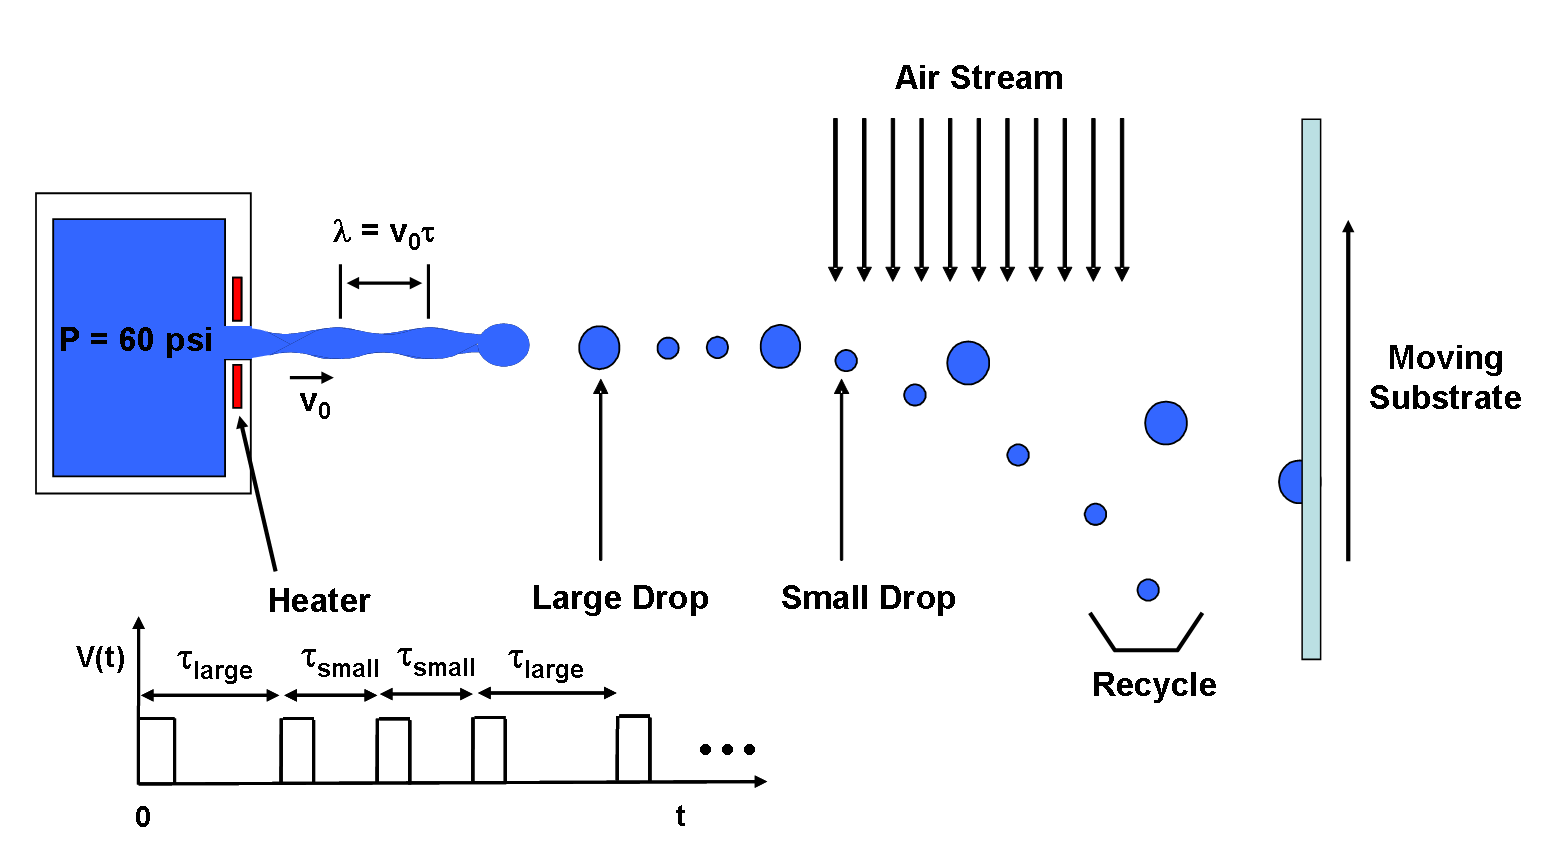 Air Stream
λ = v₀τ
P = 60 psi
v₀
Moving
Substrate
Heater
Large Drop
Small Drop
Recycle
V(t)
τlarge
τsmall
τsmall
τlarge
0
t